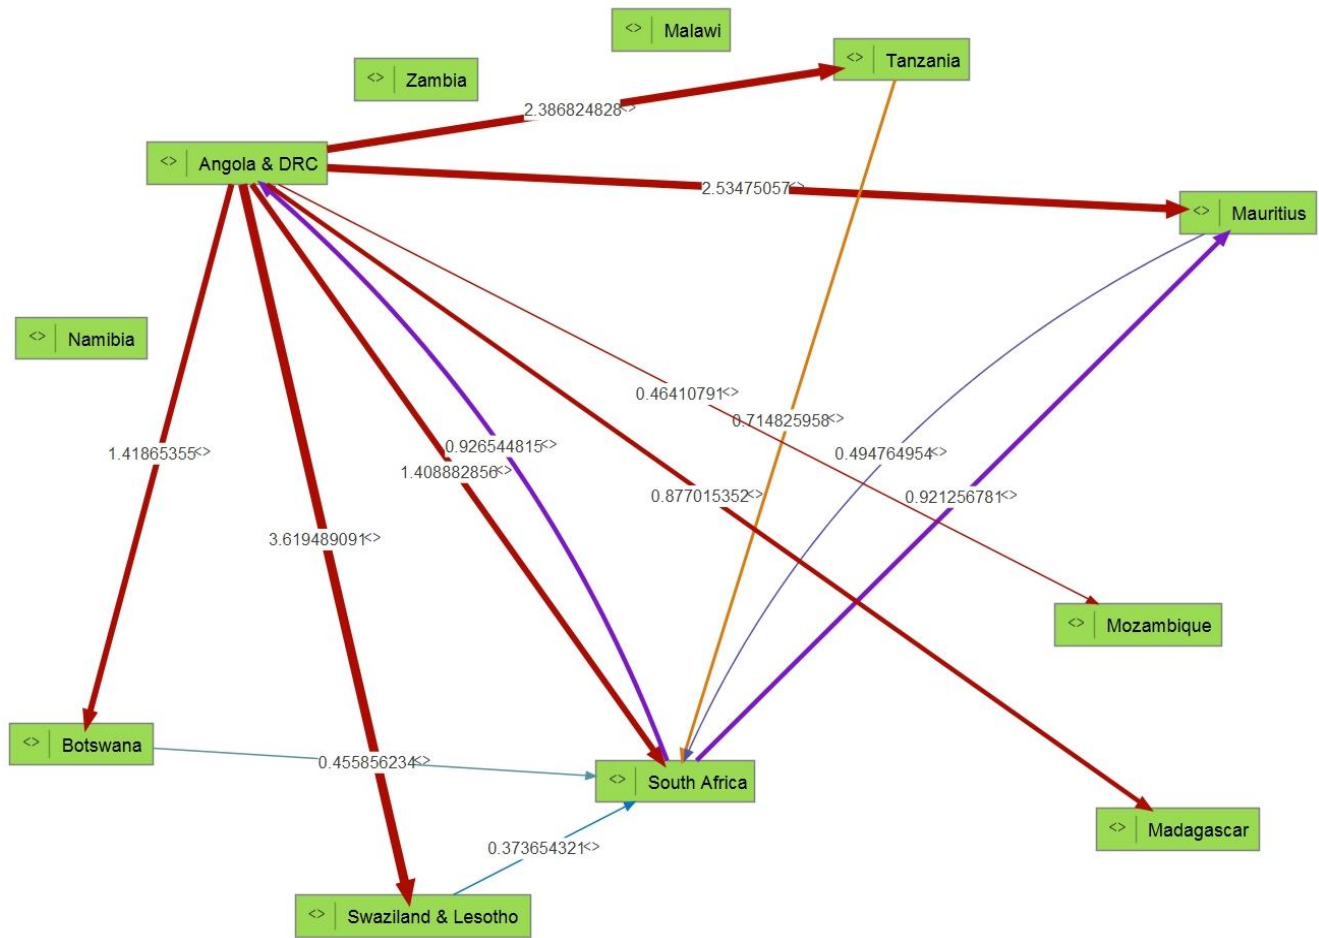 <> Malawi
<> Tanzania
<> Zambia
2.386824828<>
<> Angola & DRC
2.53475057<>
<> Mauritius
<> Namibia
0.46410791<>
0.714825958<>
0.926544815<>
1.41865355<>
0.494764954<>
1.408882856<>
0.877015352<>
0.921256781<>
3.619489091<>
<> Mozambique
<> Botswana
0.455856234<>
<> South Africa
<> Madagascar
0.373654321<>
<> Swaziland & Lesotho